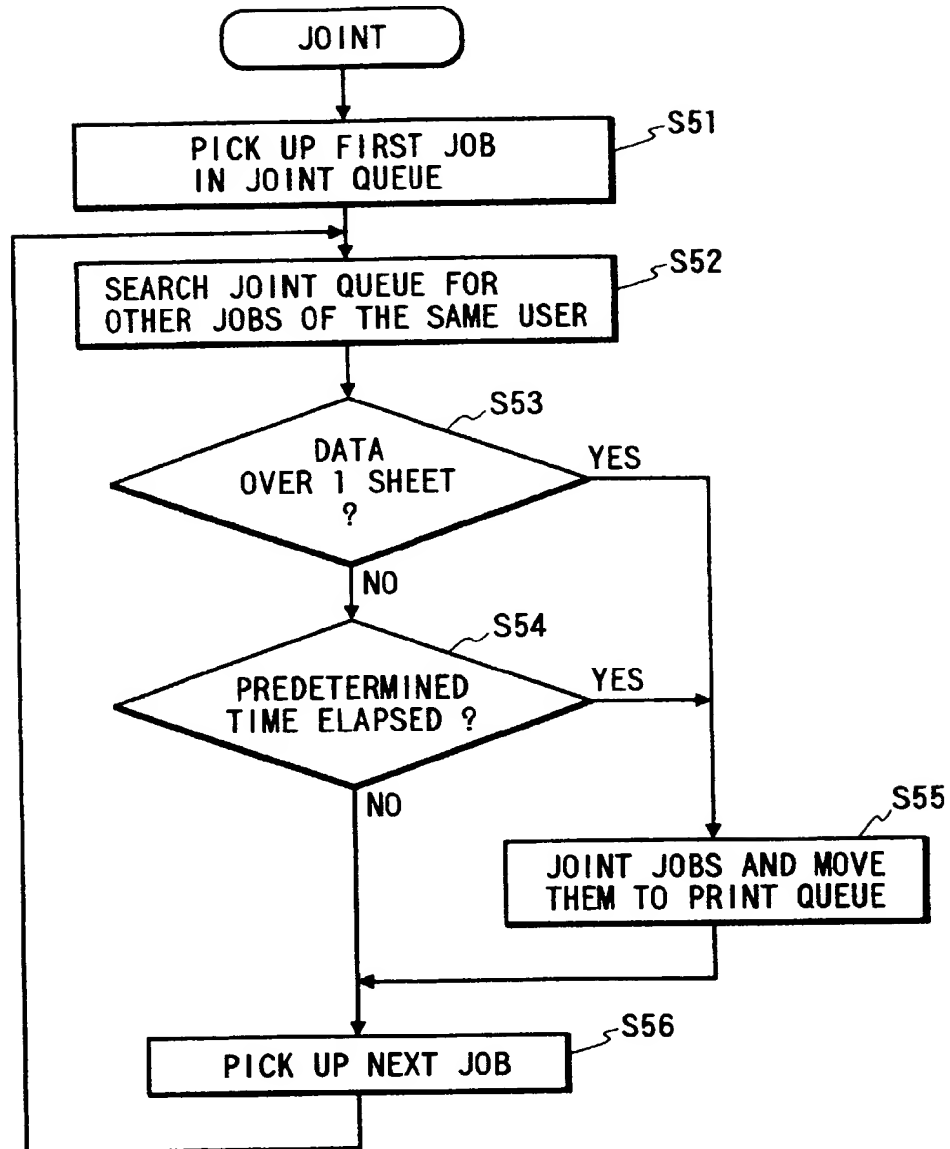 JOINT
PICK UP FIRST JOB
IN JOINT QUEUE
S51
SEARCH JOINT QUEUE FOR
OTHER JOBS OF THE SAME USER
S52
S53
DATA
OVER 1 SHEET
?
YES
NO
S54
PREDETERMINED
TIME ELAPSED ?
YES
NO
S55
JOINT JOBS AND MOVE
THEM TO PRINT QUEUE
S56
PICK UP NEXT JOB